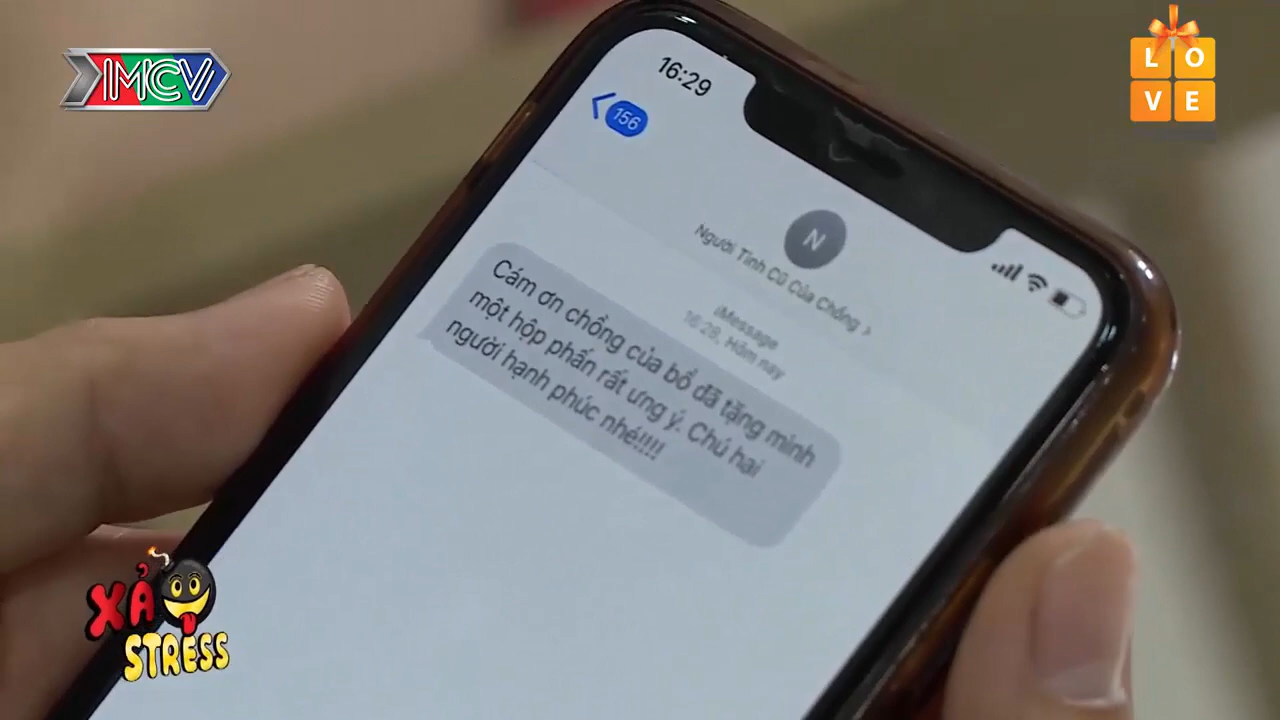 MCV
L O
V E
16:29
156
N
Người Tình Cũ Của Chồng
iMessage
16:28, Hôm nay
Cám ơn chồng của bồ đã tặng mình
một hộp phấn rất ưng ý. Chú hai
người hạnh phúc nhé!!!!
XẢ
STRESS